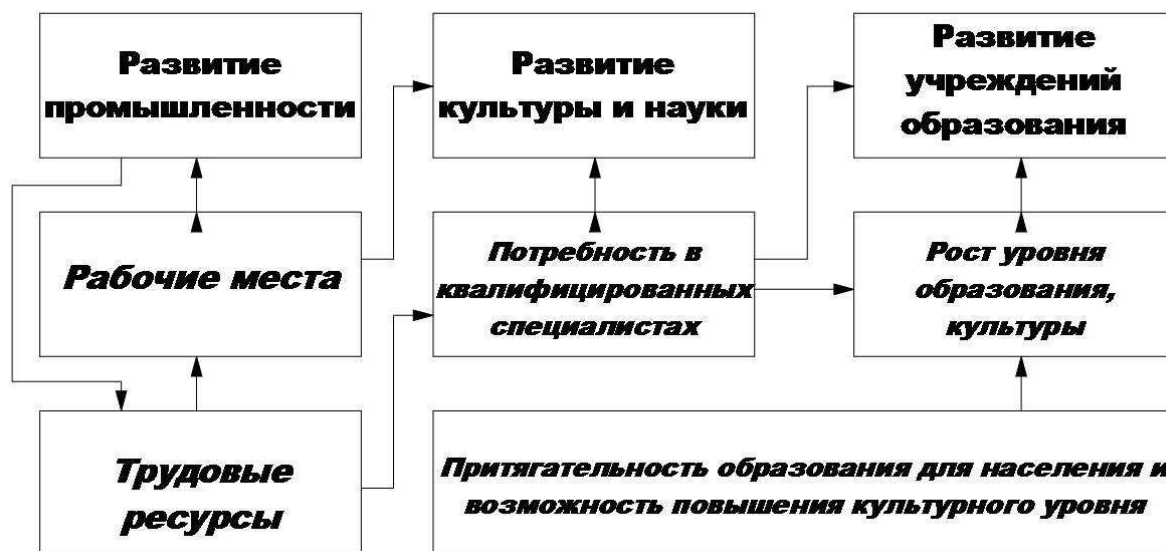 Развитие
промышленности
Развитие
культуры и науки
Развитие
учреждений
образования
Рабочие места
Потребность в
квалифицированных
специалистах
Рост уровня
образования,
культуры
Трудовые
ресурсы
Притягательность образования для населения и
возможность повышения культурного уровня